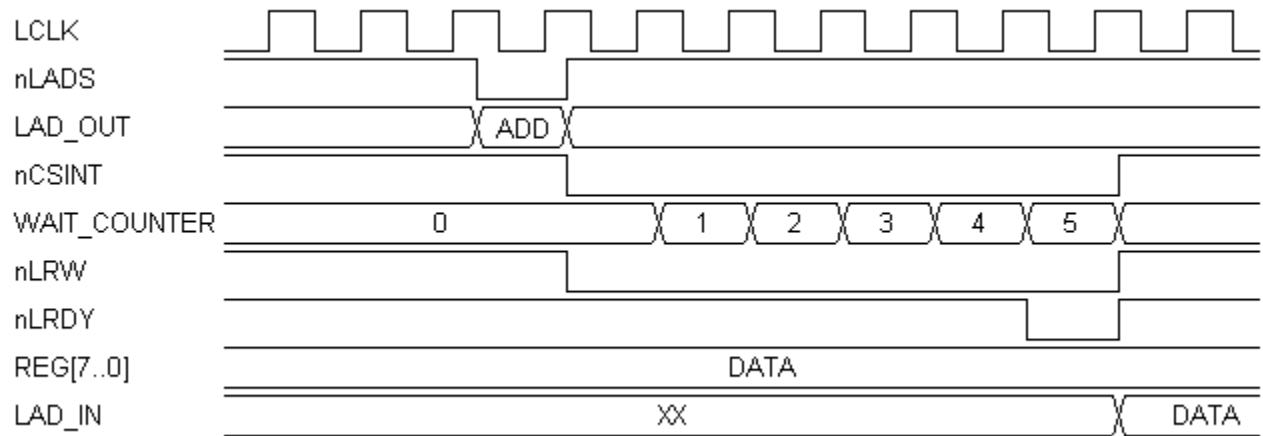 LCLK
nLADS
LAD_OUT ADD
nCSINT
WAIT_COUNTER 0 1 2 3 4 5
nLRW
nLRDY
REG[7..0] DATA
LAD_IN XX DATA